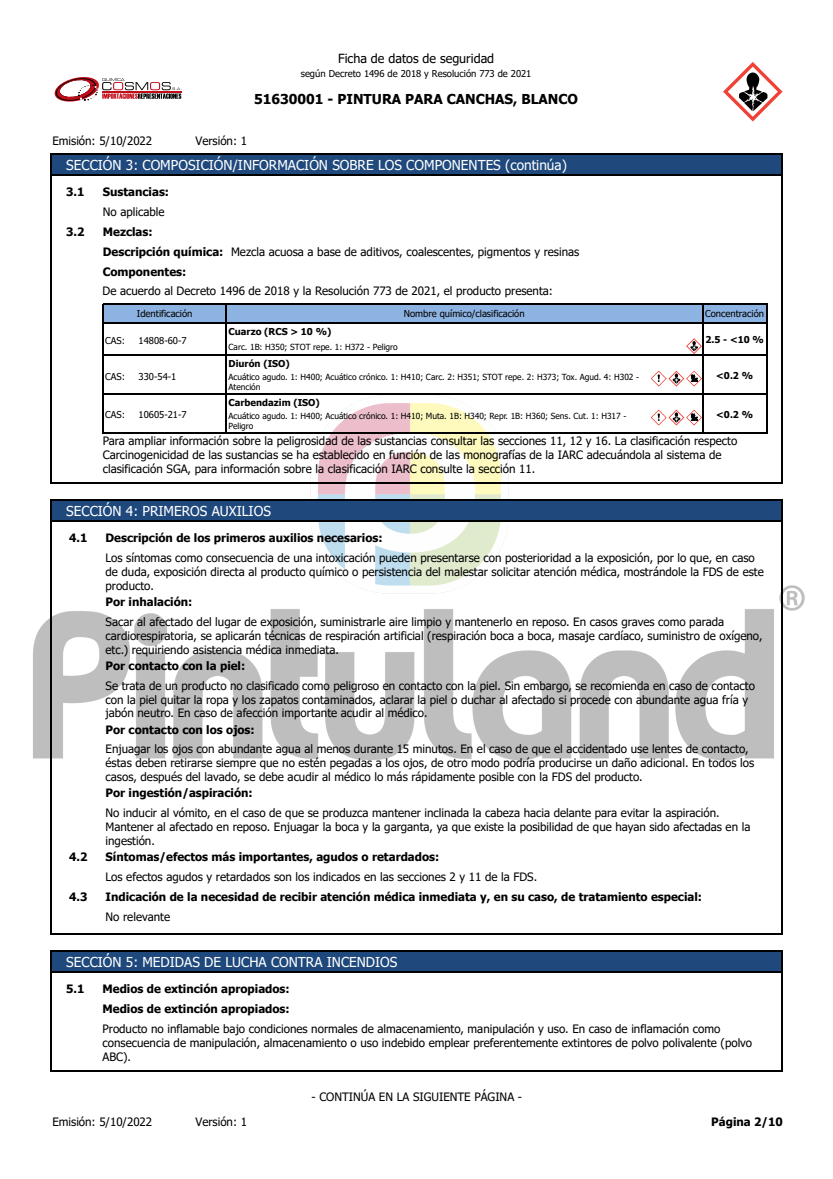 Ficha de datos de seguridad
según Decreto 1496 de 2018 y Resolución 773 de 2021
QUIMICA
COSMOS S.A.
IMPORTACIONES REPRESENTACIONES
51630001 - PINTURA PARA CANCHAS, BLANCO
Emisión: 5/10/2022 Versión: 1
SECCIÓN 3: COMPOSICIÓN/INFORMACIÓN SOBRE LOS COMPONENTES (continúa)
3.1 Sustancias:
No aplicable
3.2 Mezclas:
Descripción química: Mezcla acuosa a base de aditivos, coalescentes, pigmentos y resinas
Componentes:
De acuerdo al Decreto 1496 de 2018 y la Resolución 773 de 2021, el producto presenta:
Identificación Nombre químico/clasificación Concentración
Cuarzo (RCS > 10 %)
CAS: 14808-60-7 2.5 - <10 %
Carc. 1B: H350; STOT repe. 1: H372 - Peligro
Diurón (ISO)
CAS: 330-54-1 Acuático agudo. 1: H400; Acuático crónico. 1: H410; Carc. 2: H351; STOT repe. 2: H373; Tox. Agud. 4: H302 - <0.2 %
Atención
Carbendazim (ISO)
CAS: 10605-21-7 Acuático agudo. 1: H400; Acuático crónico. 1: H410; Muta. 1B: H340; Repr. 1B: H360; Sens. Cut. 1: H317 - <0.2 %
Peligro
Para ampliar información sobre la peligrosidad de las sustancias consultar las secciones 11, 12 y 16. La clasificación respecto
Carcinogenicidad de las sustancias se ha establecido en función de las monografías de la IARC adecuándola al sistema de
clasificación SGA, para información sobre la clasificación IARC consulte la sección 11.
SECCIÓN 4: PRIMEROS AUXILIOS
4.1 Descripción de los primeros auxilios necesarios:
Los síntomas como consecuencia de una intoxicación pueden presentarse con posterioridad a la exposición, por lo que, en caso
de duda, exposición directa al producto químico o persistencia del malestar solicitar atención médica, mostrándole la FDS de este
producto.
Por inhalación:
Sacar al afectado del lugar de exposición, suministrarle aire limpio y mantenerlo en reposo. En casos graves como parada
cardiorespiratoria, se aplicarán técnicas de respiración artificial (respiración boca a boca, masaje cardíaco, suministro de oxígeno,
etc.) requiriendo asistencia médica inmediata.
Por contacto con la piel:
Se trata de un producto no clasificado como peligroso en contacto con la piel. Sin embargo, se recomienda en caso de contacto
con la piel quitar la ropa y los zapatos contaminados, aclarar la piel o duchar al afectado si procede con abundante agua fría y
jabón neutro. En caso de afección importante acudir al médico.
Por contacto con los ojos:
Enjuagar los ojos con abundante agua al menos durante 15 minutos. En el caso de que el accidentado use lentes de contacto,
éstas deben retirarse siempre que no estén pegadas a los ojos, de otro modo podría producirse un daño adicional. En todos los
casos, después del lavado, se debe acudir al médico lo más rápidamente posible con la FDS del producto.
Por ingestión/aspiración:
No inducir al vómito, en el caso de que se produzca mantener inclinada la cabeza hacia delante para evitar la aspiración.
Mantener al afectado en reposo. Enjuagar la boca y la garganta, ya que existe la posibilidad de que hayan sido afectadas en la
ingestión.
4.2 Síntomas/efectos más importantes, agudos o retardados:
Los efectos agudos y retardados son los indicados en las secciones 2 y 11 de la FDS.
4.3 Indicación de la necesidad de recibir atención médica inmediata y, en su caso, de tratamiento especial:
No relevante
Pintuland®
SECCIÓN 5: MEDIDAS DE LUCHA CONTRA INCENDIOS
5.1 Medios de extinción apropiados:
Medios de extinción apropiados:
Producto no inflamable bajo condiciones normales de almacenamiento, manipulación y uso. En caso de inflamación como
consecuencia de manipulación, almacenamiento o uso indebido emplear preferentemente extintores de polvo polivalente (polvo
ABC).
- CONTINÚA EN LA SIGUIENTE PÁGINA -
Emisión: 5/10/2022 Versión: 1 Página 2/10